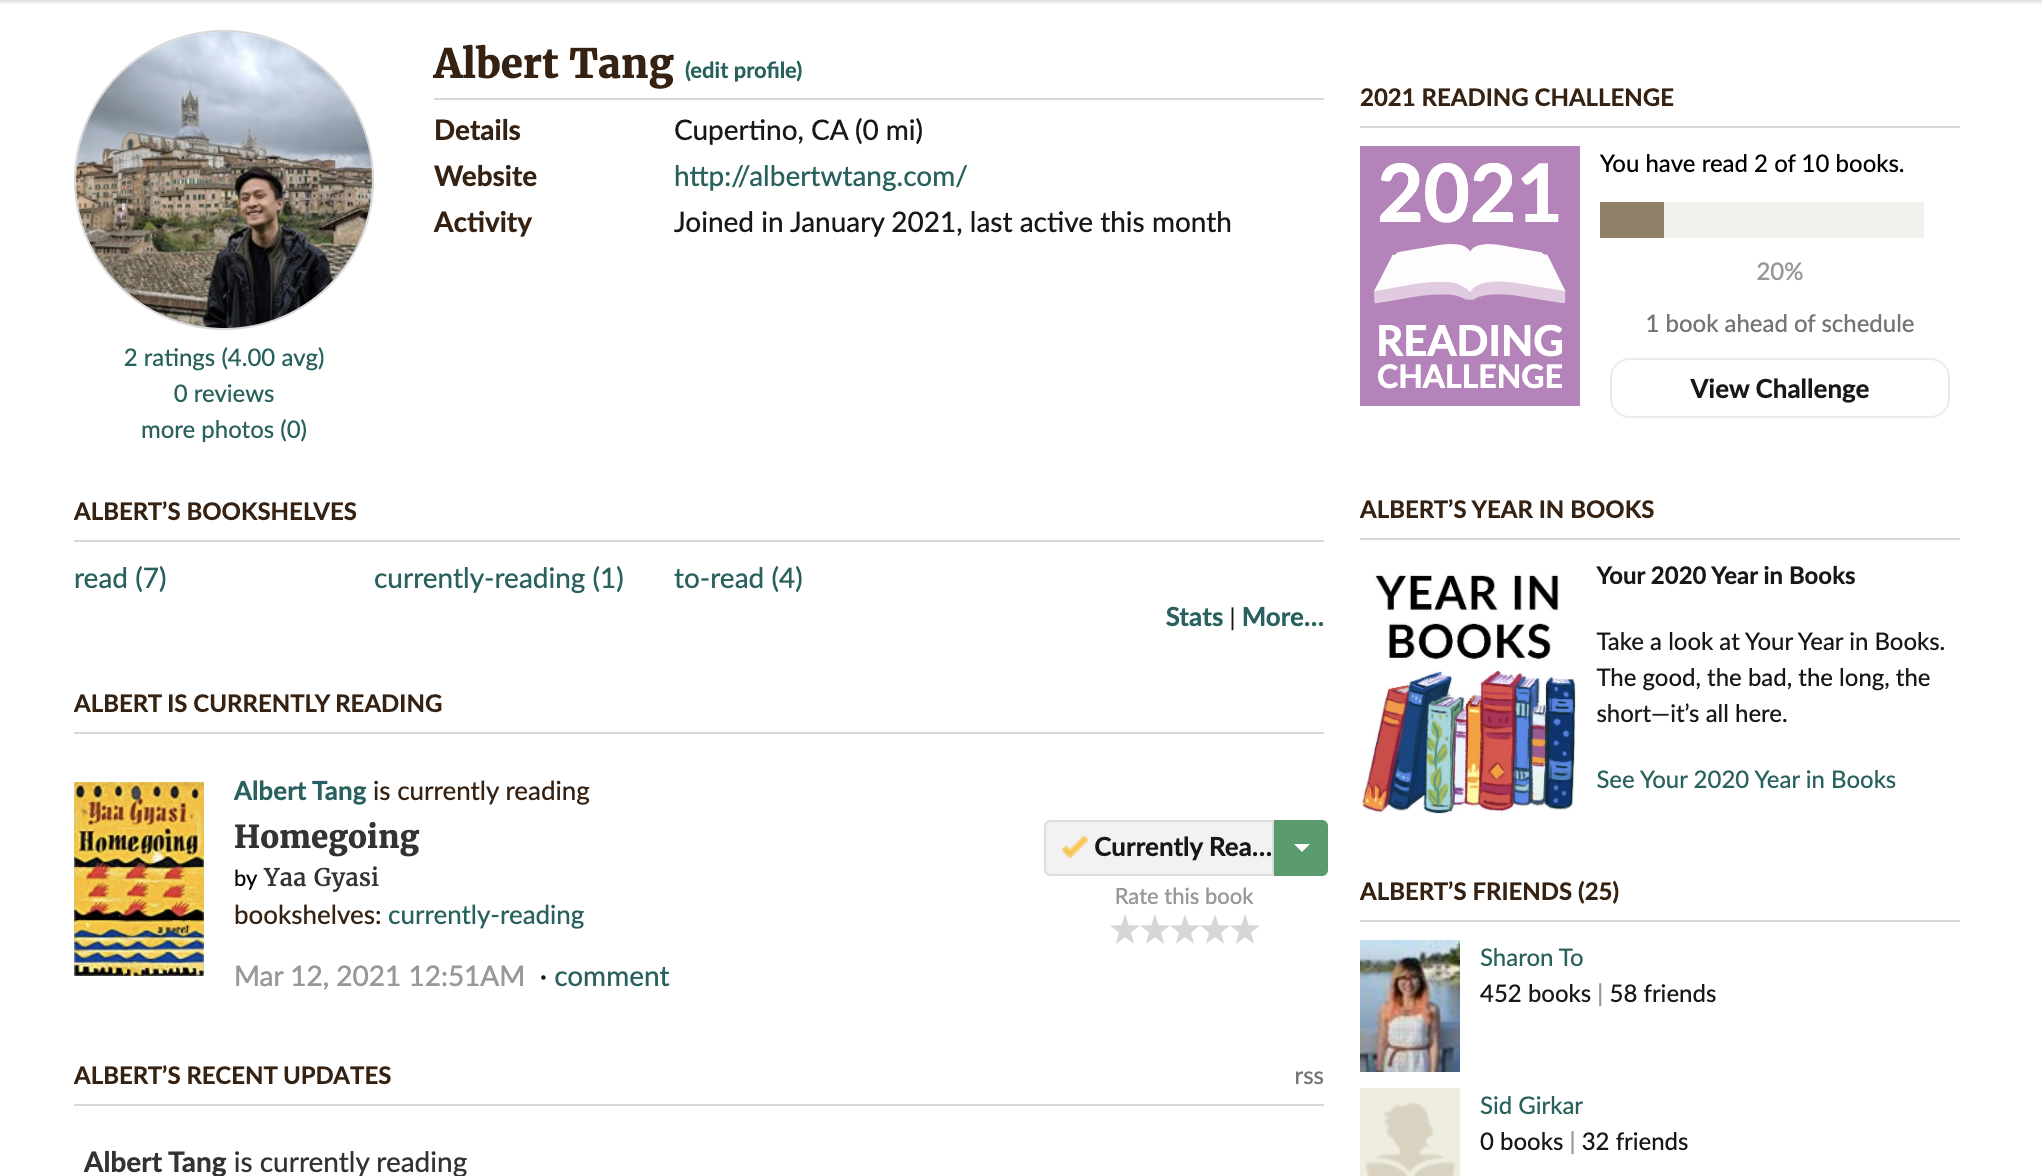 Albert Tang (edit profile)
Details Cupertino, CA (0 mi)
Website http://albertwtang.com/
Activity Joined in January 2021, last active this month
2 ratings (4.00 avg)
0 reviews
more photos (0)
ALBERT’S BOOKSHELVES
read (7) currently-reading (1) to-read (4)
Stats | More...
ALBERT IS CURRENTLY READING
Yaa Gyasi
Homegoing
a novel
Albert Tang is currently reading
Homegoing
by Yaa Gyasi
bookshelves: currently-reading
Mar 12, 2021 12:51AM · comment
Currently Rea...
Rate this book
ALBERT’S RECENT UPDATES rss
Albert Tang is currently reading
2021 READING CHALLENGE
2021
READING
CHALLENGE
You have read 2 of 10 books.
20%
1 book ahead of schedule
View Challenge
ALBERT’S YEAR IN BOOKS
YEAR IN
BOOKS
Your 2020 Year in Books
Take a look at Your Year in Books.
The good, the bad, the long, the
short—it’s all here.
See Your 2020 Year in Books
ALBERT’S FRIENDS (25)
Sharon To
452 books | 58 friends
Sid Girkar
0 books | 32 friends